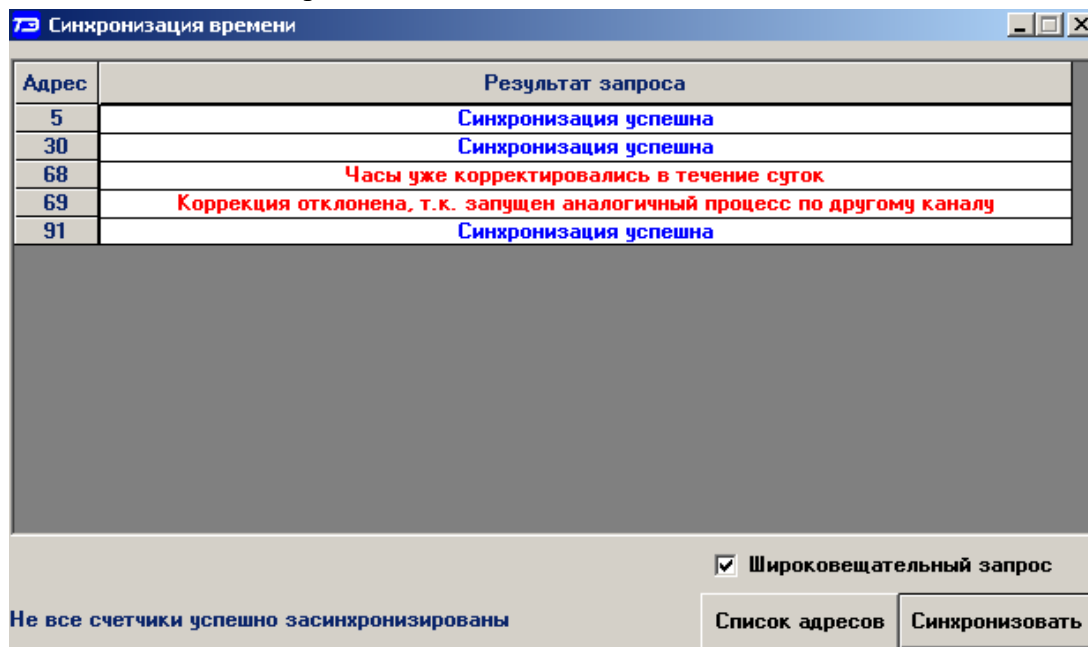 ТЭ Синхронизация времени
Адрес Результат запроса
5 Синхронизация успешна
30 Синхронизация успешна
68 Часы уже корректировались в течение суток
69 Коррекция отклонена, т.к. запущен аналогичный процесс по другому каналу
91 Синхронизация успешна
Широковещательный запрос
Не все счетчики успешно засинхронизированы Список адресов Синхронизовать